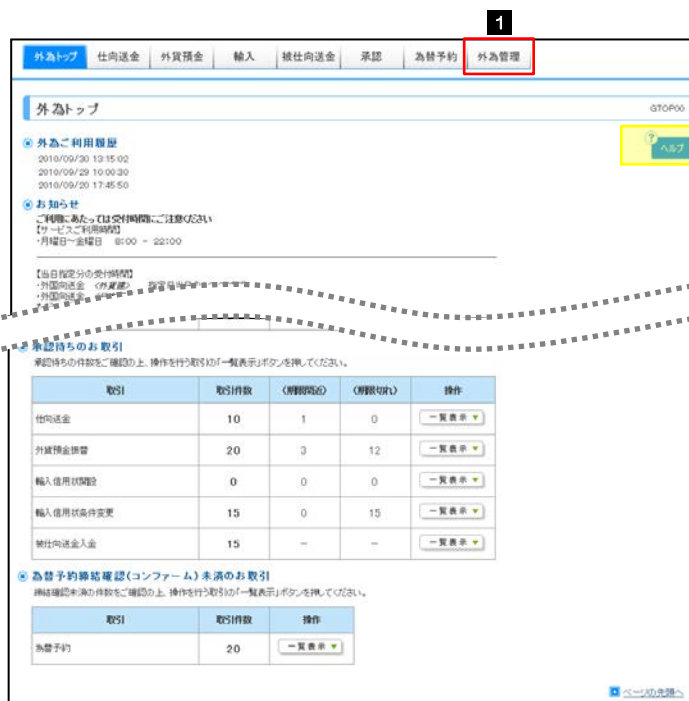 1
外為トップ 仕向送金 外貨預金 輸入 被仕向送金 承認 為替予約 外為管理
外為トップ GTOP00
? ヘルプ
外為ご利用履歴
2010/09/30 13:15:02
2010/09/29 10:00:30
2010/09/20 17:45:50
お知らせ
ご利用にあたっては受付時間にご注意ください
【サービスご利用時間】
・月曜日～金曜日 8:00 - 22:00
【当日指定分の受付時間】
・外国向送金 <外貨建>
・外国向送金
承認待ちのお取引
承認待ちの件数をご確認の上、操作を行う取引の「一覧表示」ボタンを押してください。
取引 取引件数 (期限間近) (期限切れ) 操作
仕向送金 10 1 0 一覧表示
外貨預金振替 20 3 12 一覧表示
輸入信用状開設 0 0 0 一覧表示
輸入信用状条件変更 15 0 15 一覧表示
被仕向送金入金 15 － － 一覧表示
為替予約締結確認(コンファーム)未済のお取引
締結確認未済の件数をご確認の上、操作を行う取引の「一覧表示」ボタンを押してください。
取引 取引件数 操作
為替予約 20 一覧表示
ページの先頭へ